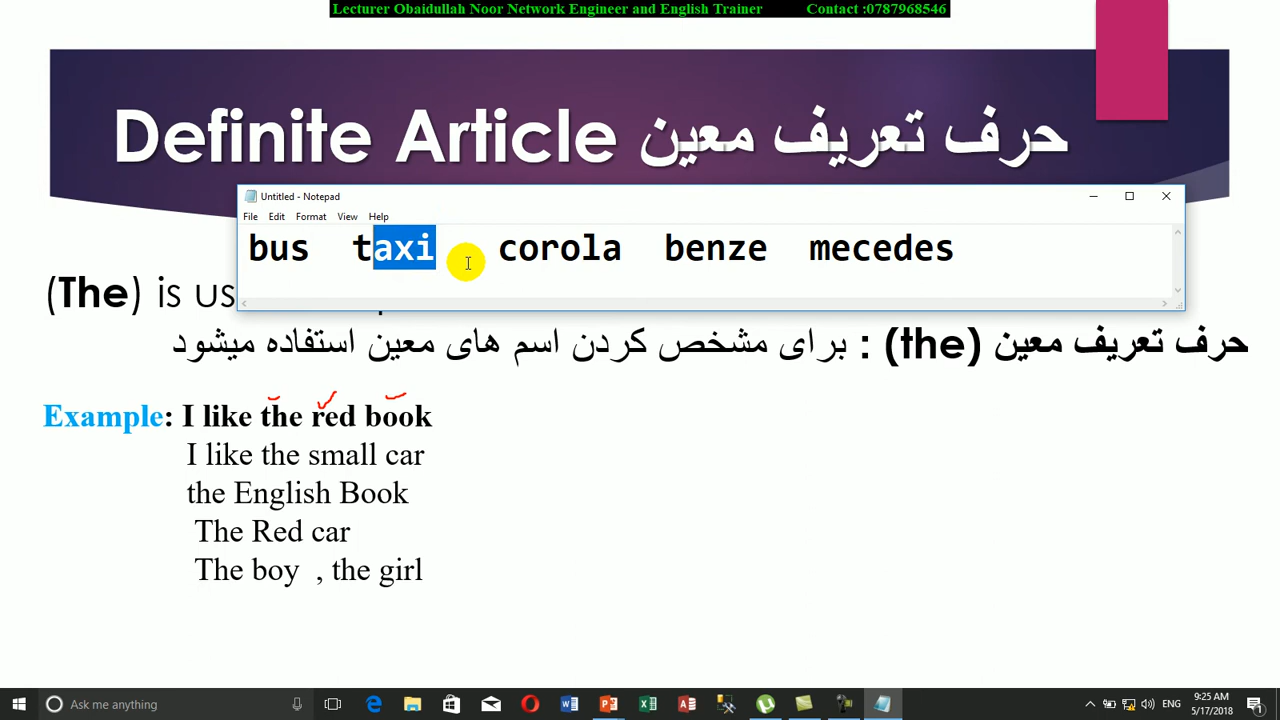 Lecturer Obaidullah Noor Network Engineer and English Trainer Contact :0787968546
Definite Article حرف تعریف معین
Untitled - Notepad
File Edit Format View Help
bus taxi corola benze mecedes
(The) is us
حرف تعریف معین (the) : برای مشخص کردن اسم های معین استفاده میشود
Example: I like the red book
I like the small car
the English Book
The Red car
The boy , the girl
Ask me anything
ENG
9:25 AM
5/17/2018